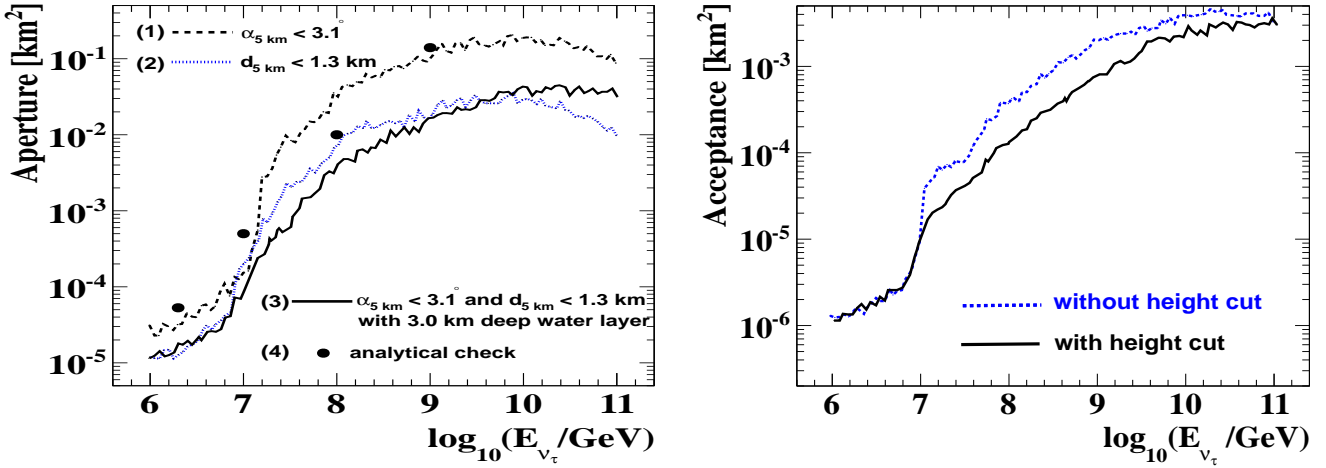 Aperture [km²]
10⁻¹
10⁻²
10⁻³
10⁻⁴
10⁻⁵
(1) α₅ km < 3.1°
(2) d₅ km < 1.3 km
(3) α₅ km < 3.1° and d₅ km < 1.3 km
with 3.0 km deep water layer
(4) analytical check
6 7 8 9 10 11
log₁₀(E_ντ/GeV)
Acceptance [km²]
10⁻³
10⁻⁴
10⁻⁵
10⁻⁶
without height cut
with height cut
6 7 8 9 10 11
log₁₀(E_ντ/GeV)